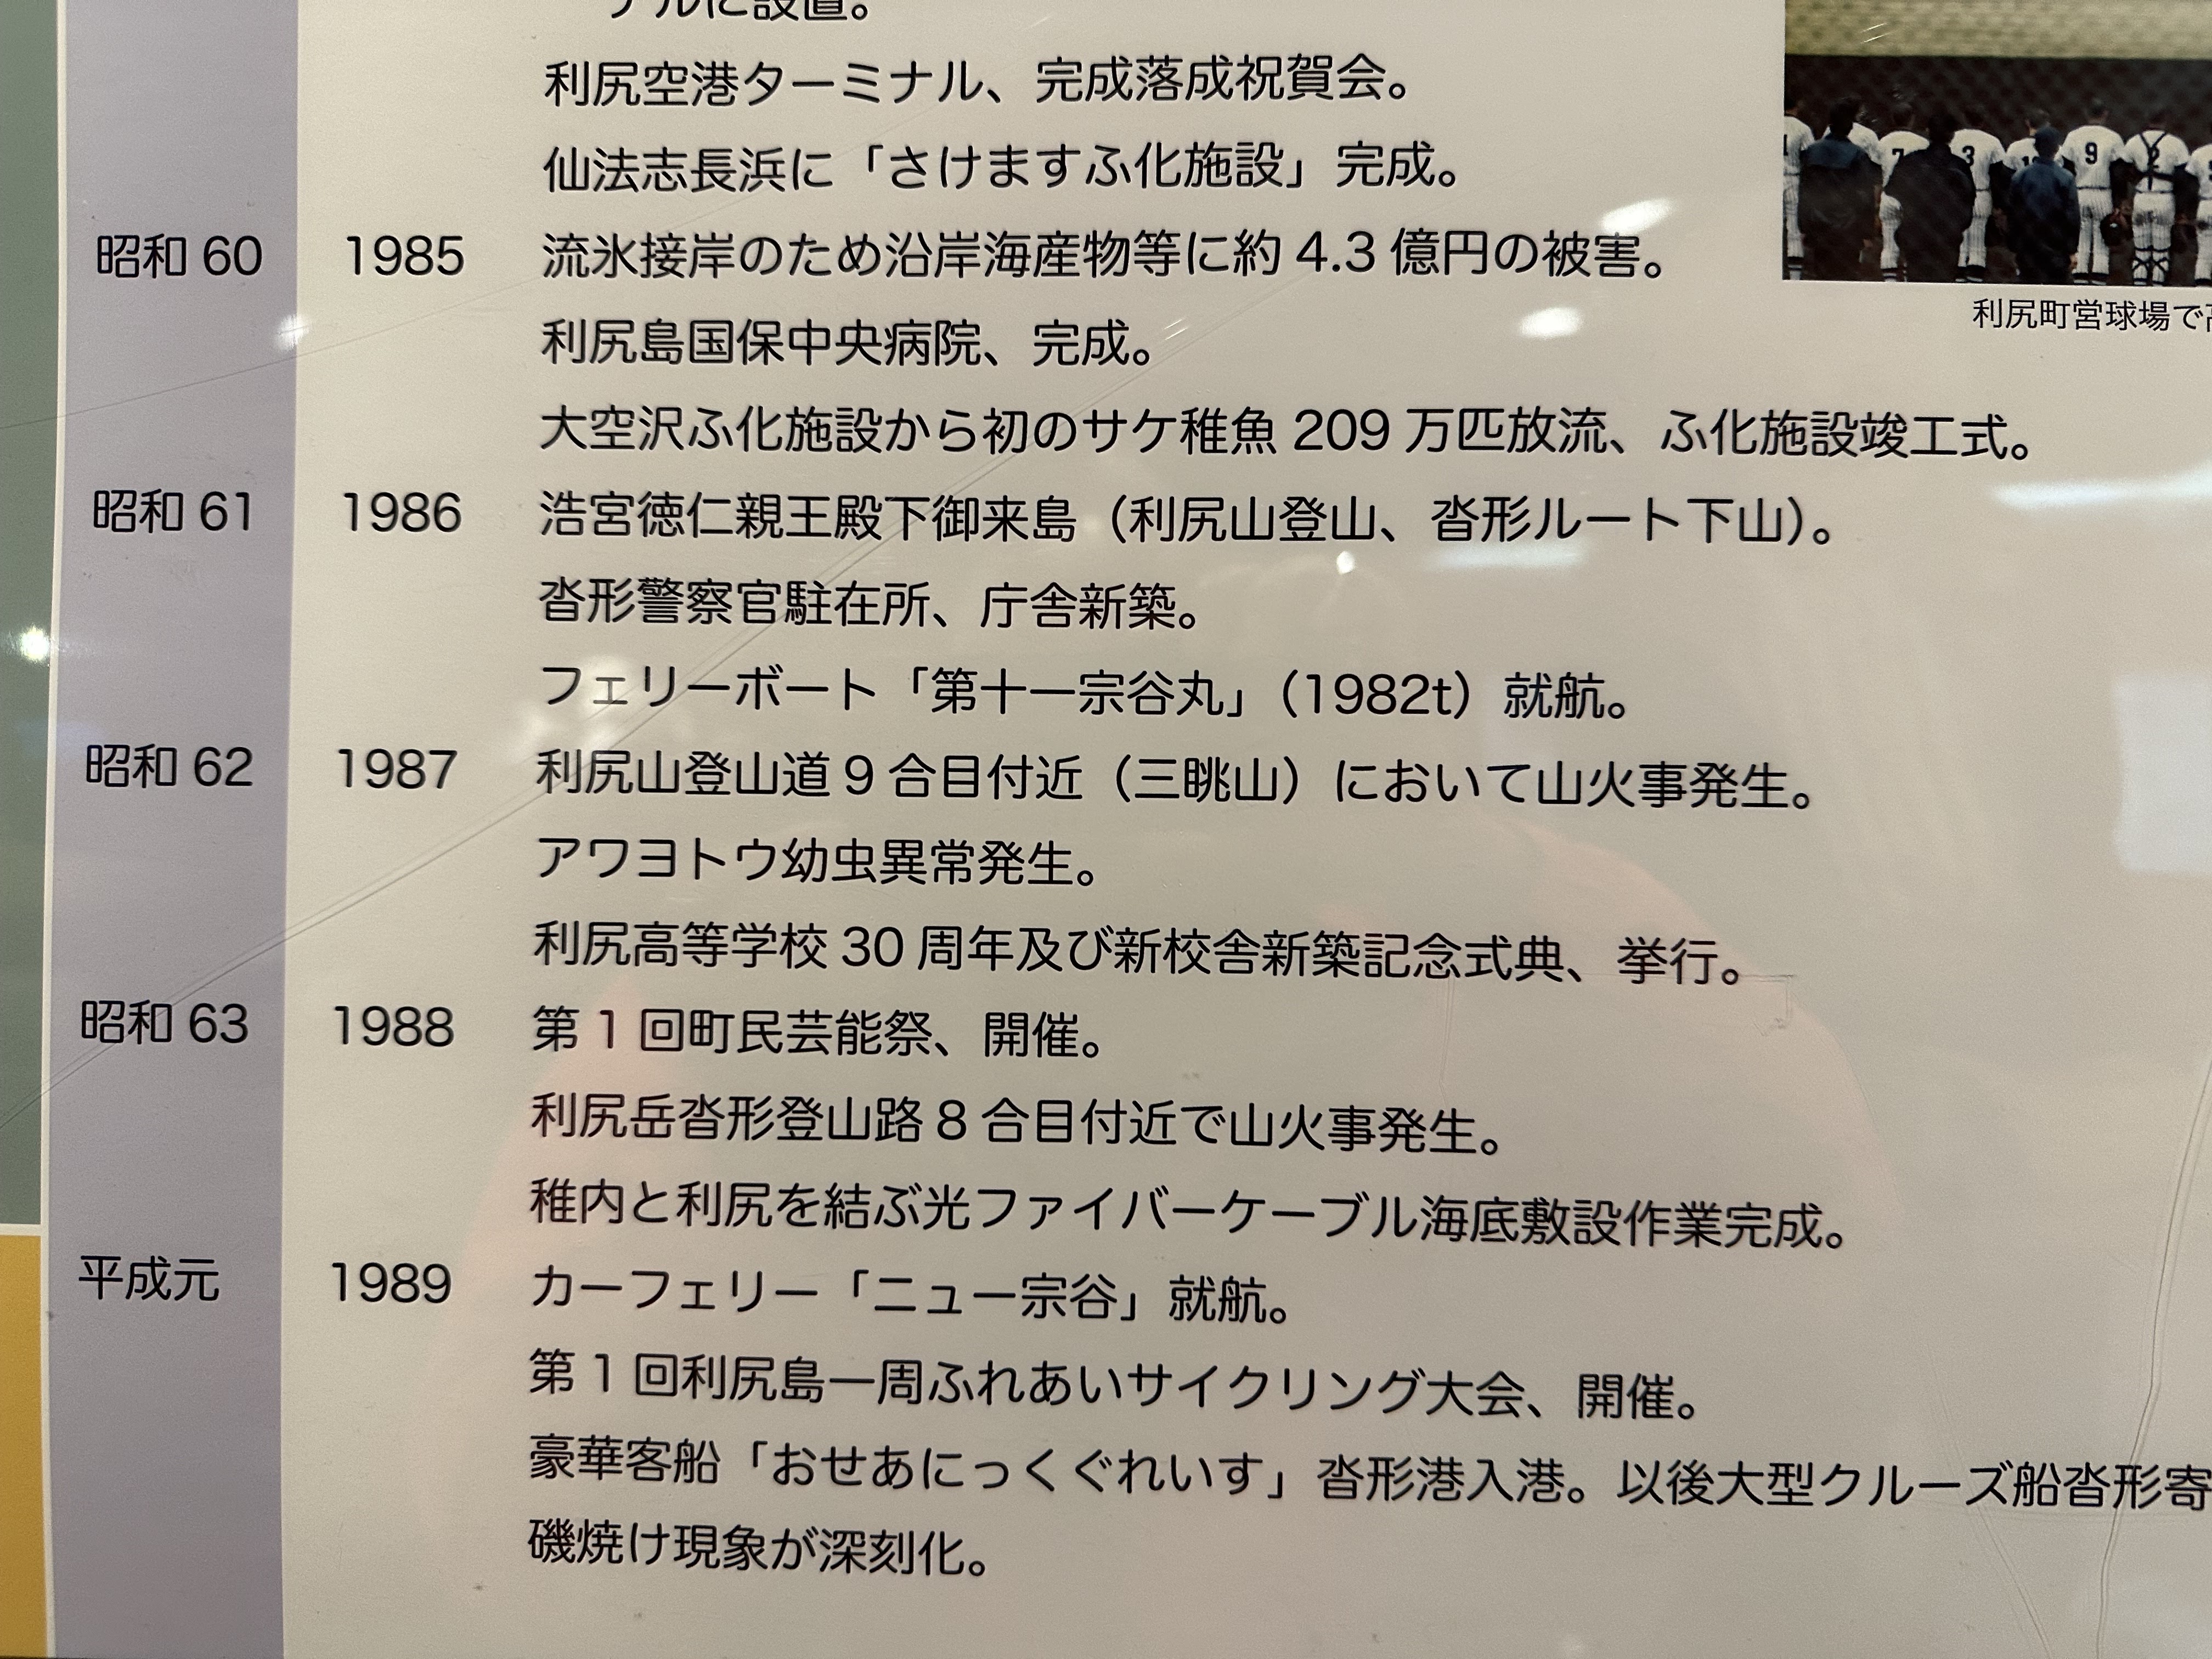 ナルに設置。
利尻空港ターミナル、完成落成祝賀会。
仙法志長浜に「さけますふ化施設」完成。
昭和 60 1985 流氷接岸のため沿岸海産物等に約 4.3 億円の被害。
利尻町営球場で
利尻島国保中央病院、完成。
大空沢ふ化施設から初のサケ稚魚 209 万匹放流、ふ化施設竣工式。
昭和 61 1986 浩宮徳仁親王殿下御来島（利尻山登山、沓形ルート下山）。
沓形警察官駐在所、庁舎新築。
フェリーボート「第十一宗谷丸」（1982t）就航。
昭和 62 1987 利尻山登山道 9 合目付近（三眺山）において山火事発生。
アワヨトウ幼虫異常発生。
利尻高等学校 30 周年及び新校舎新築記念式典、挙行。
昭和 63 1988 第 1 回町民芸能祭、開催。
利尻岳沓形登山路 8 合目付近で山火事発生。
稚内と利尻を結ぶ光ファイバーケーブル海底敷設作業完成。
平成元 1989 カーフェリー「ニュー宗谷」就航。
第 1 回利尻島一周ふれあいサイクリング大会、開催。
豪華客船「おせあにっくぐれいす」沓形港入港。以後大型クルーズ船沓形寄
磯焼け現象が深刻化。